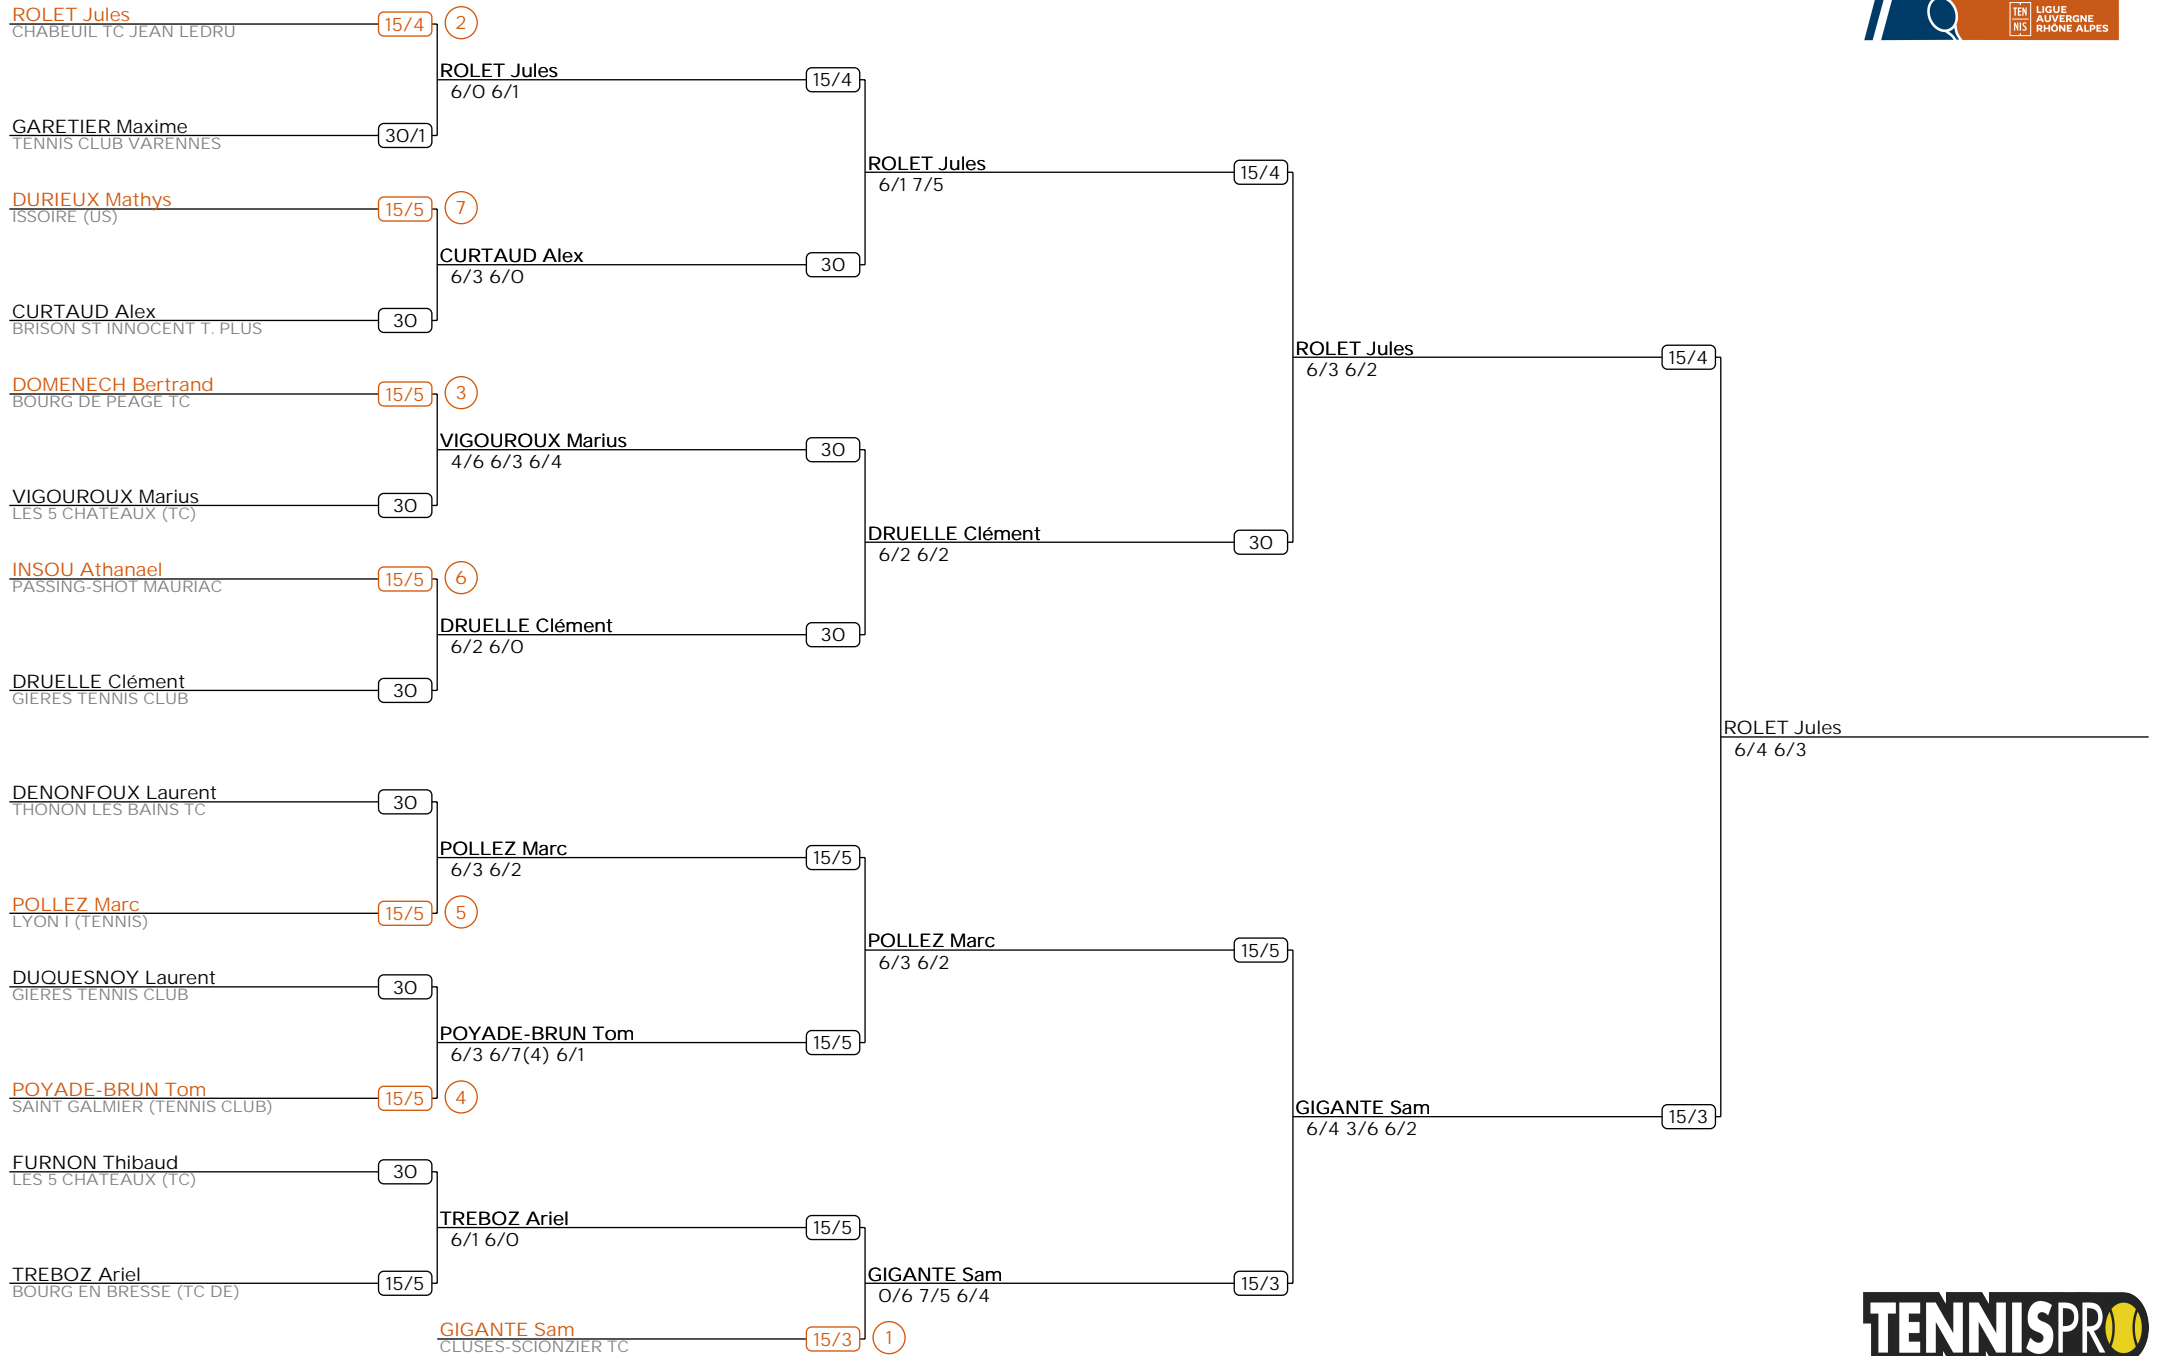 ROLET Jules
CHABEUIL TC JEAN LEDRU
15/4
2
GARETIER Maxime
TENNIS CLUB VARENNES
30/1
DURIEUX Mathys
ISSOIRE (US)
15/5
7
CURTAUD Alex
BRISON ST INNOCENT T. PLUS
30
DOMENECH Bertrand
BOURG DE PEAGE TC
15/5
3
VIGOUROUX Marius
LES 5 CHATEAUX (TC)
30
INSOU Athanael
PASSING-SHOT MAURIAC
15/5
6
DRUELLE Clément
GIERES TENNIS CLUB
30
DENONFOUX Laurent
THONON LES BAINS TC
30
POLLEZ Marc
LYON I (TENNIS)
15/5
5
DUQUESNOY Laurent
GIERES TENNIS CLUB
30
POYADE-BRUN Tom
SAINT GALMIER (TENNIS CLUB)
15/5
4
FURNON Thibaud
LES 5 CHATEAUX (TC)
30
TREBOZ Ariel
BOURG EN BRESSE (TC DE)
15/5
ROLET Jules
6/0 6/1
15/4
CURTAUD Alex
6/3 6/0
30
VIGOUROUX Marius
4/6 6/3 6/4
30
DRUELLE Clément
6/2 6/0
30
POLLEZ Marc
6/3 6/2
15/5
POYADE-BRUN Tom
6/3 6/7(4) 6/1
15/5
TREBOZ Ariel
6/1 6/0
15/5
GIGANTE Sam
CLUSES-SCIONZIER TC
15/3
1
ROLET Jules
6/1 7/5
15/4
DRUELLE Clément
6/2 6/2
30
POLLEZ Marc
6/3 6/2
15/5
GIGANTE Sam
0/6 7/5 6/4
15/3
ROLET Jules
6/3 6/2
15/4
GIGANTE Sam
6/4 3/6 6/2
15/3
ROLET Jules
6/4 6/3
TEN
NIS
LIGUE
AUVERGNE
RHÔNE ALPES
TENNISPRO